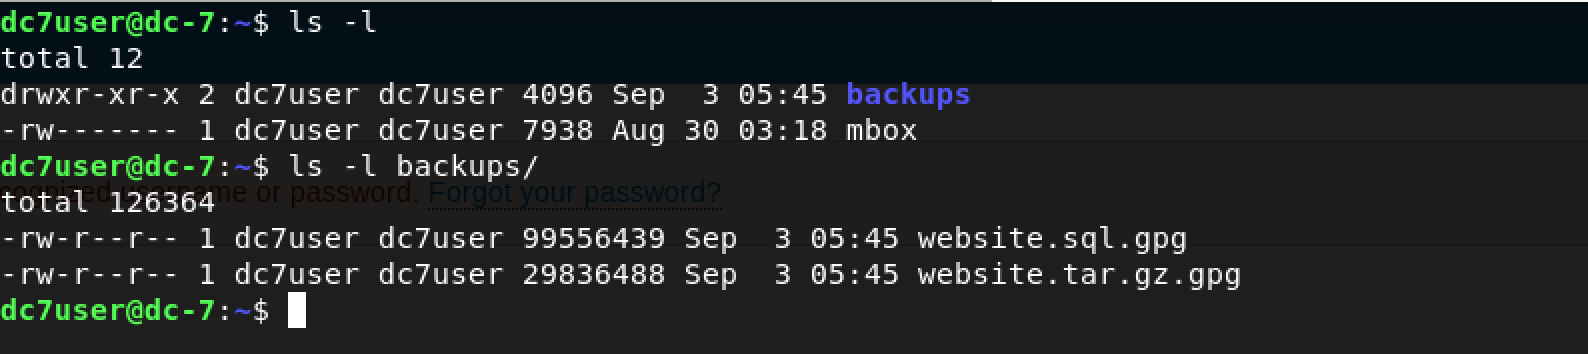 dc7user@dc-7:~$ ls -l
total 12
drwxr-xr-x 2 dc7user dc7user 4096 Sep  3 05:45 backups
-rw------- 1 dc7user dc7user 7938 Aug 30 03:18 mbox
dc7user@dc-7:~$ ls -l backups/
ognized username or password. Forgot your password?
total 126364
-rw-r--r-- 1 dc7user dc7user 99556439 Sep  3 05:45 website.sql.gpg
-rw-r--r-- 1 dc7user dc7user 29836488 Sep  3 05:45 website.tar.gz.gpg
dc7user@dc-7:~$